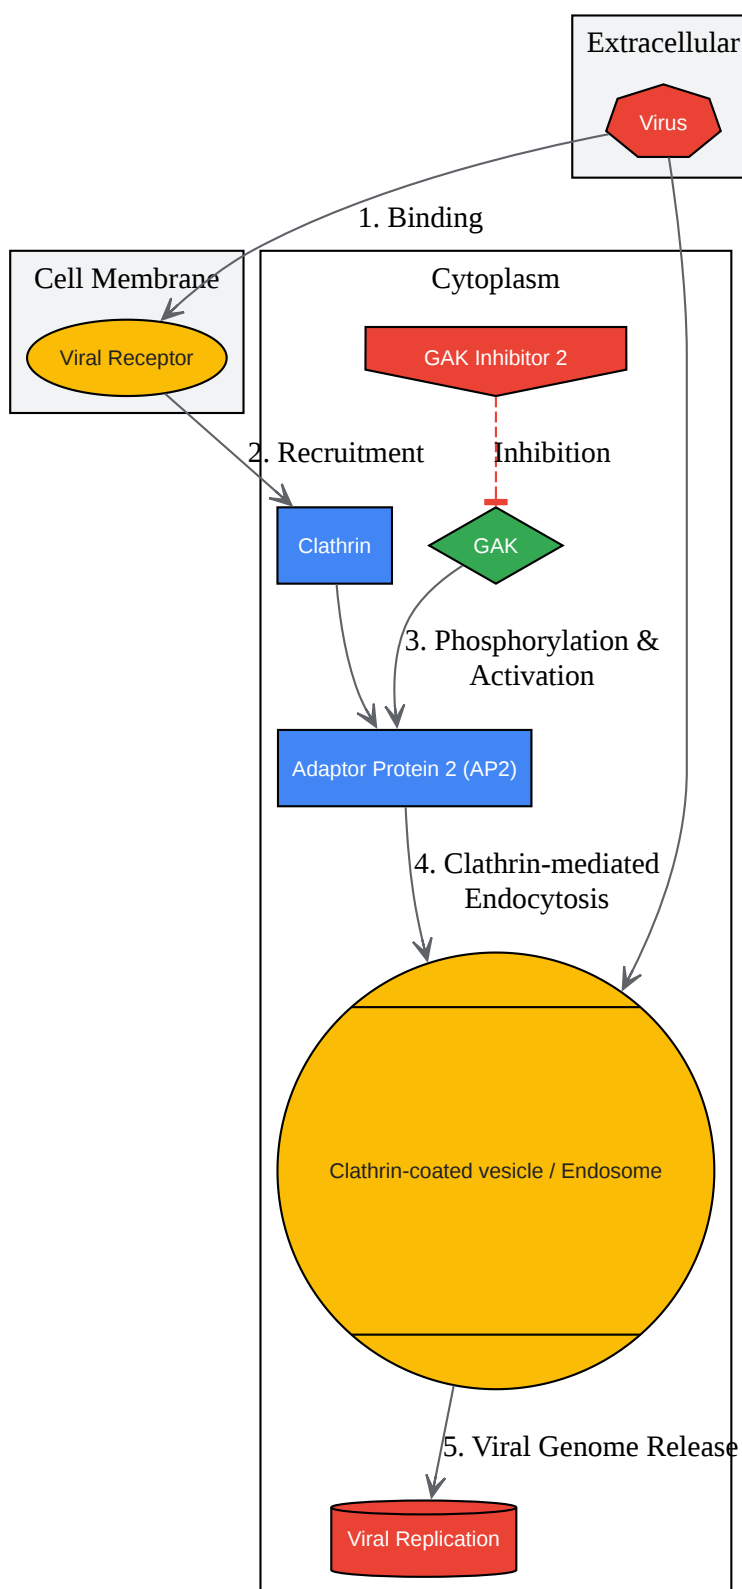 Extracellular
Virus
1. Binding
Cell Membrane
Cytoplasm
Viral Receptor
GAK Inhibitor 2
2. Recruitment
Inhibition
Clathrin
GAK
3. Phosphorylation &
Activation
Adaptor Protein 2 (AP2)
4. Clathrin-mediated
Endocytosis
Clathrin-coated vesicle / Endosome
5. Viral Genome Release
Viral Replication